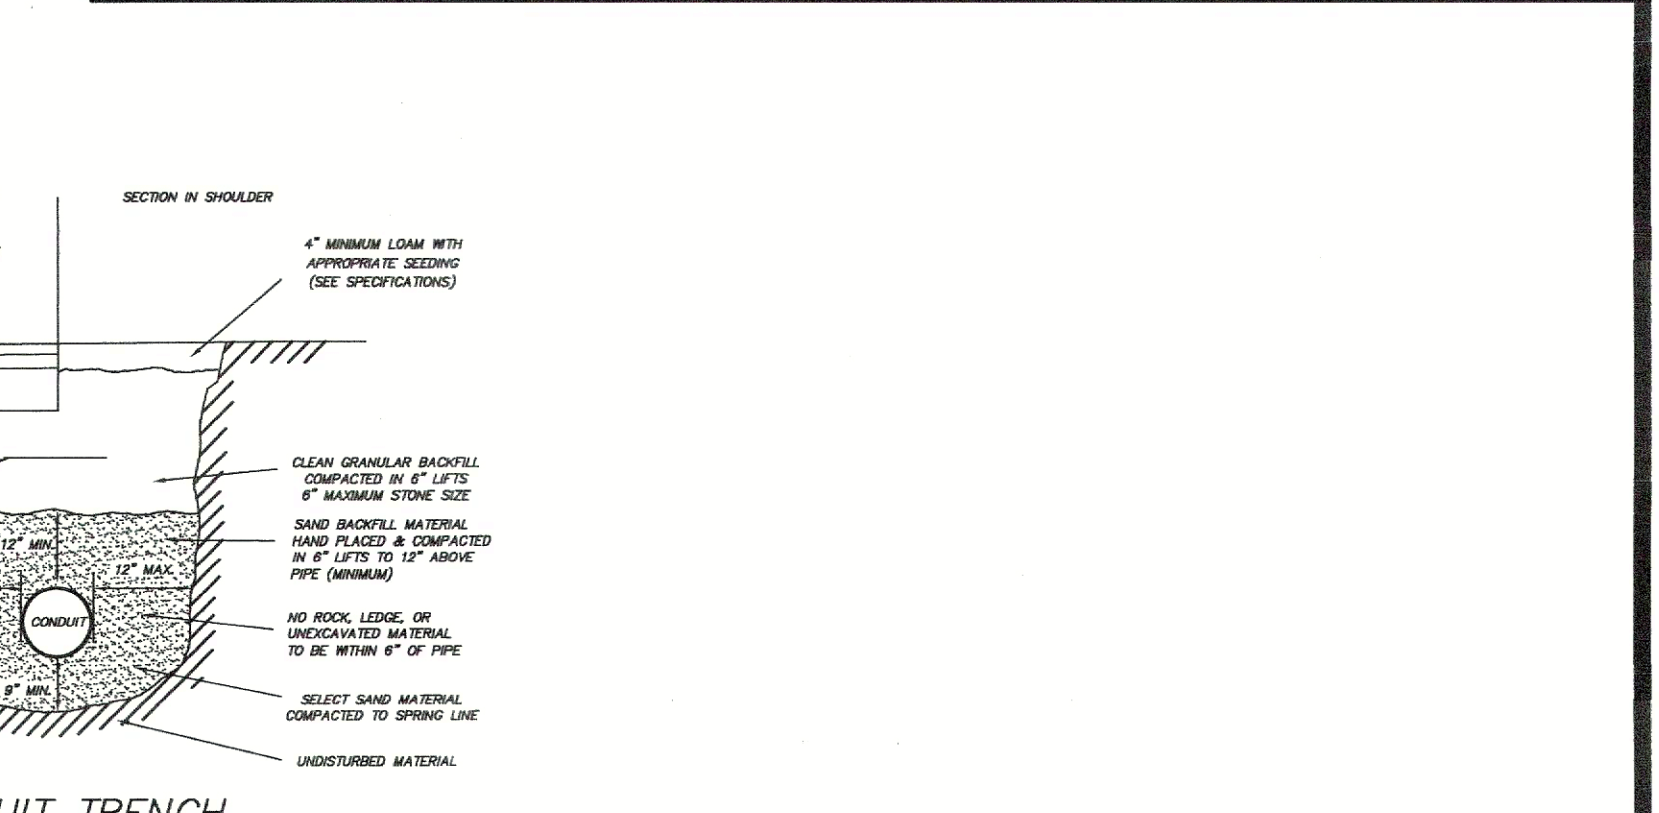 SECTION IN SHOULDER
4" MINIMUM LOAM WITH
APPROPRIATE SEEDING
(SEE SPECIFICATIONS)
CLEAN GRANULAR BACKFILL
COMPACTED IN 6" LIFTS
6" MAXIMUM STONE SIZE
SAND BACKFILL MATERIAL
HAND PLACED & COMPACTED
IN 6" LIFTS TO 12" ABOVE
PIPE (MINIMUM)
12" MIN.
12" MAX.
NO ROCK, LEDGE, OR
UNEXCAVATED MATERIAL
TO BE WITHIN 6" OF PIPE
CONDUIT
9" MIN.
SELECT SAND MATERIAL
COMPACTED TO SPRING LINE
UNDISTURBED MATERIAL
TRENCH